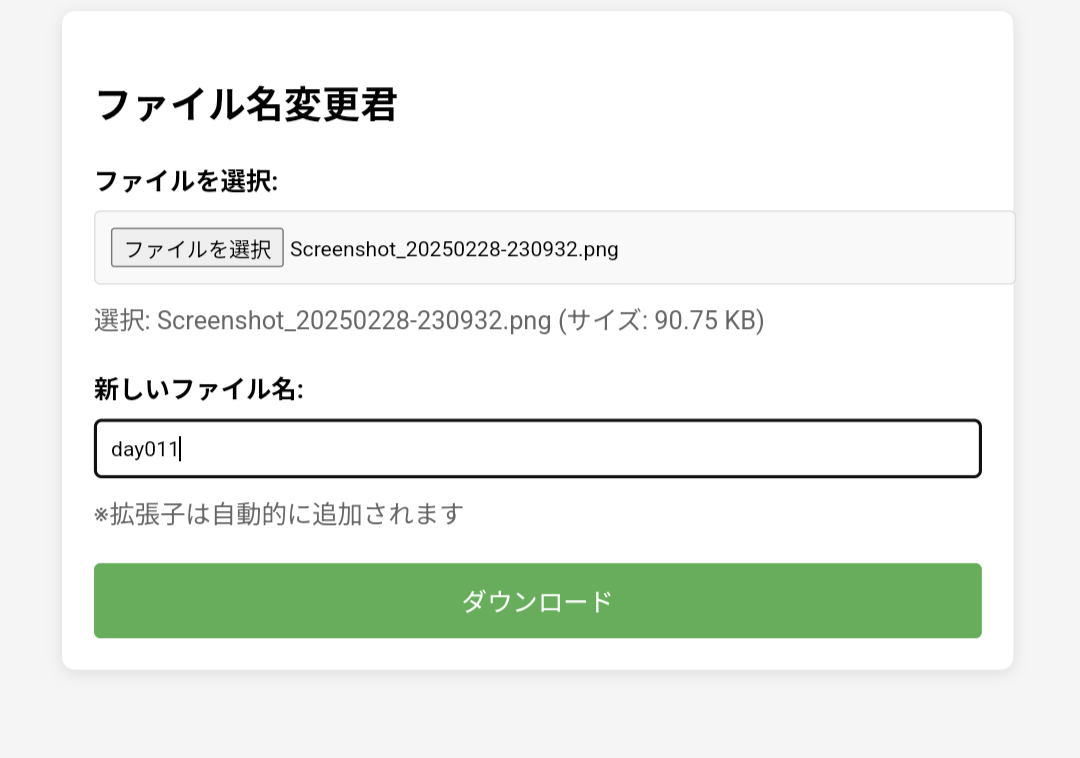 ファイル名変更君
ファイルを選択:
ファイルを選択 Screenshot_20250228-230932.png
選択: Screenshot_20250228-230932.png (サイズ: 90.75 KB)
新しいファイル名:
day011
※拡張子は自動的に追加されます
ダウンロード